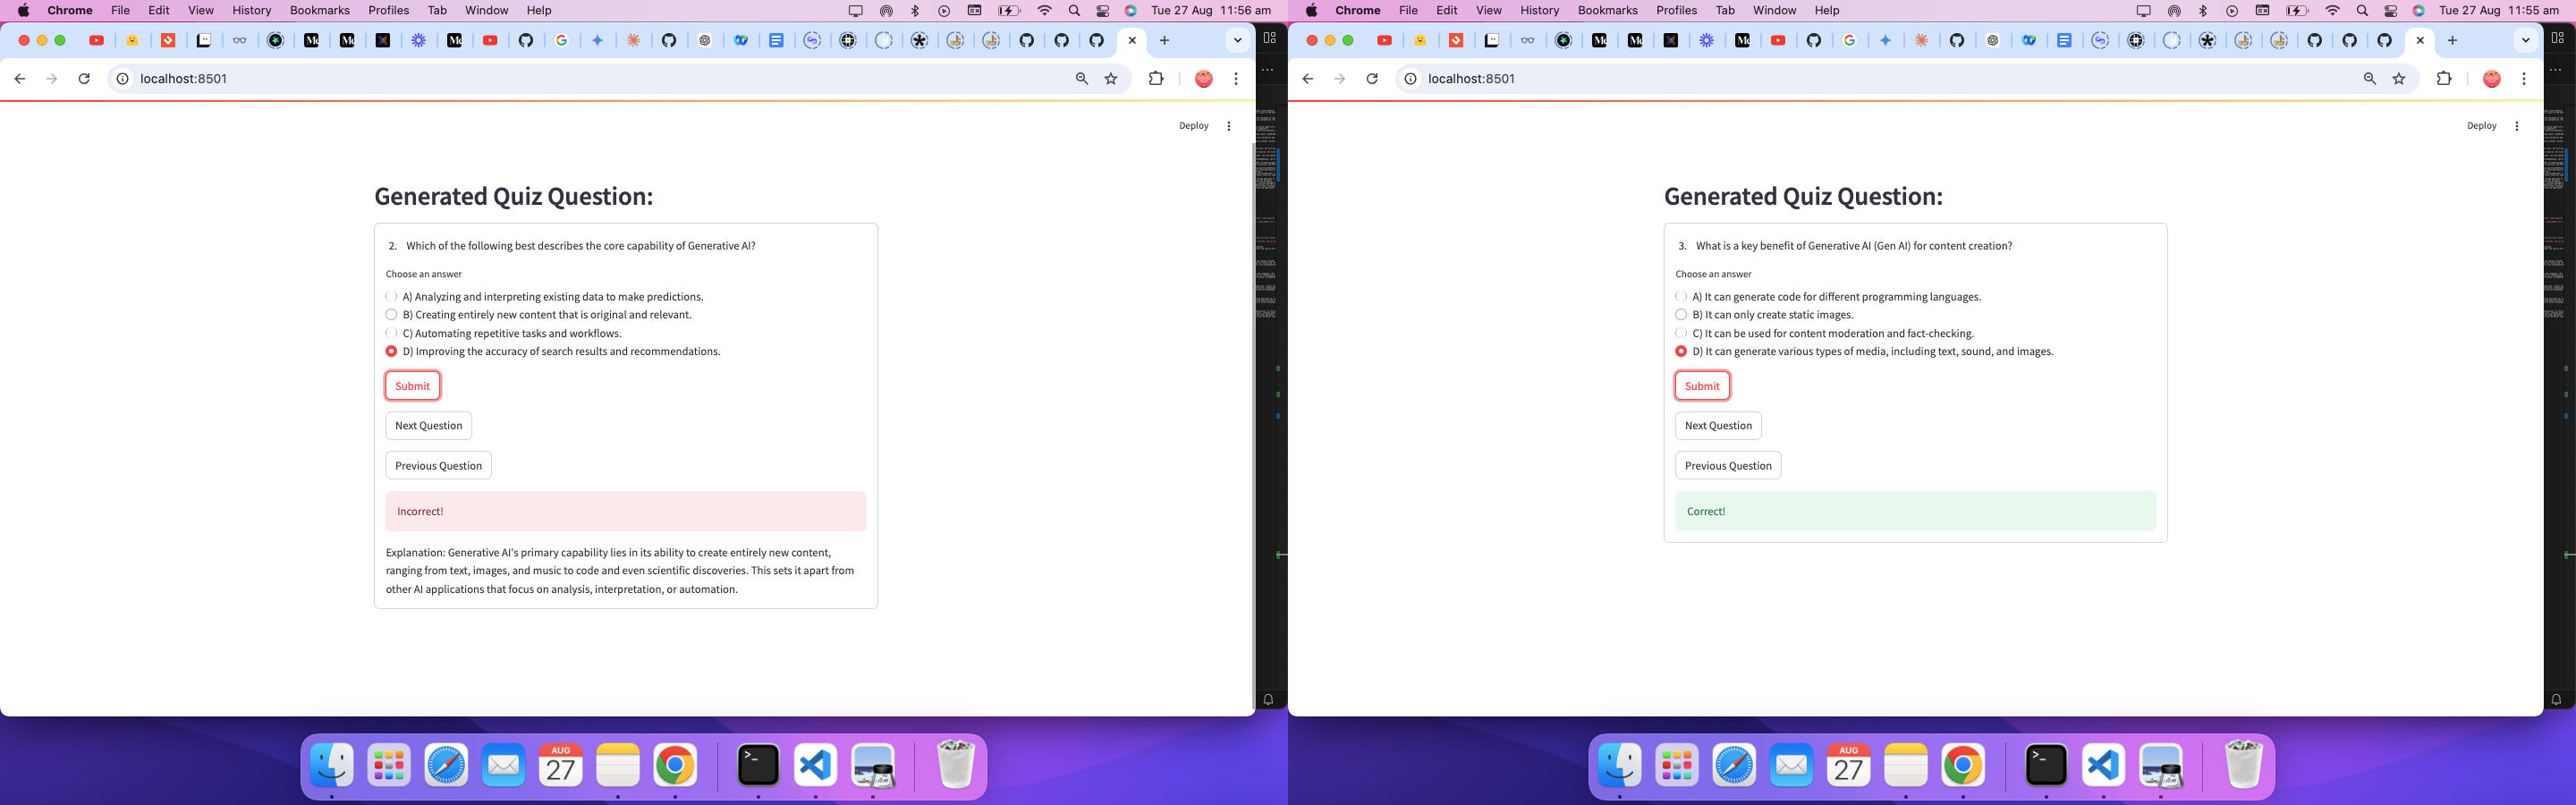 Chrome File Edit View History Bookmarks Profiles Tab Window Help Tue 27 Aug 11:56 am
localhost:8501
Deploy
Generated Quiz Question:
2. Which of the following best describes the core capability of Generative AI?
Choose an answer
A) Analyzing and interpreting existing data to make predictions.
B) Creating entirely new content that is original and relevant.
C) Automating repetitive tasks and workflows.
D) Improving the accuracy of search results and recommendations.
Submit
Next Question
Previous Question
Incorrect!
Explanation: Generative AI's primary capability lies in its ability to create entirely new content,
ranging from text, images, and music to code and even scientific discoveries. This sets it apart from
other AI applications that focus on analysis, interpretation, or automation.
AUG
27
Chrome File Edit View History Bookmarks Profiles Tab Window Help Tue 27 Aug 11:55 am
localhost:8501
Deploy
Generated Quiz Question:
3. What is a key benefit of Generative AI (Gen AI) for content creation?
Choose an answer
A) It can generate code for different programming languages.
B) It can only create static images.
C) It can be used for content moderation and fact-checking.
D) It can generate various types of media, including text, sound, and images.
Submit
Next Question
Previous Question
Correct!
AUG
27